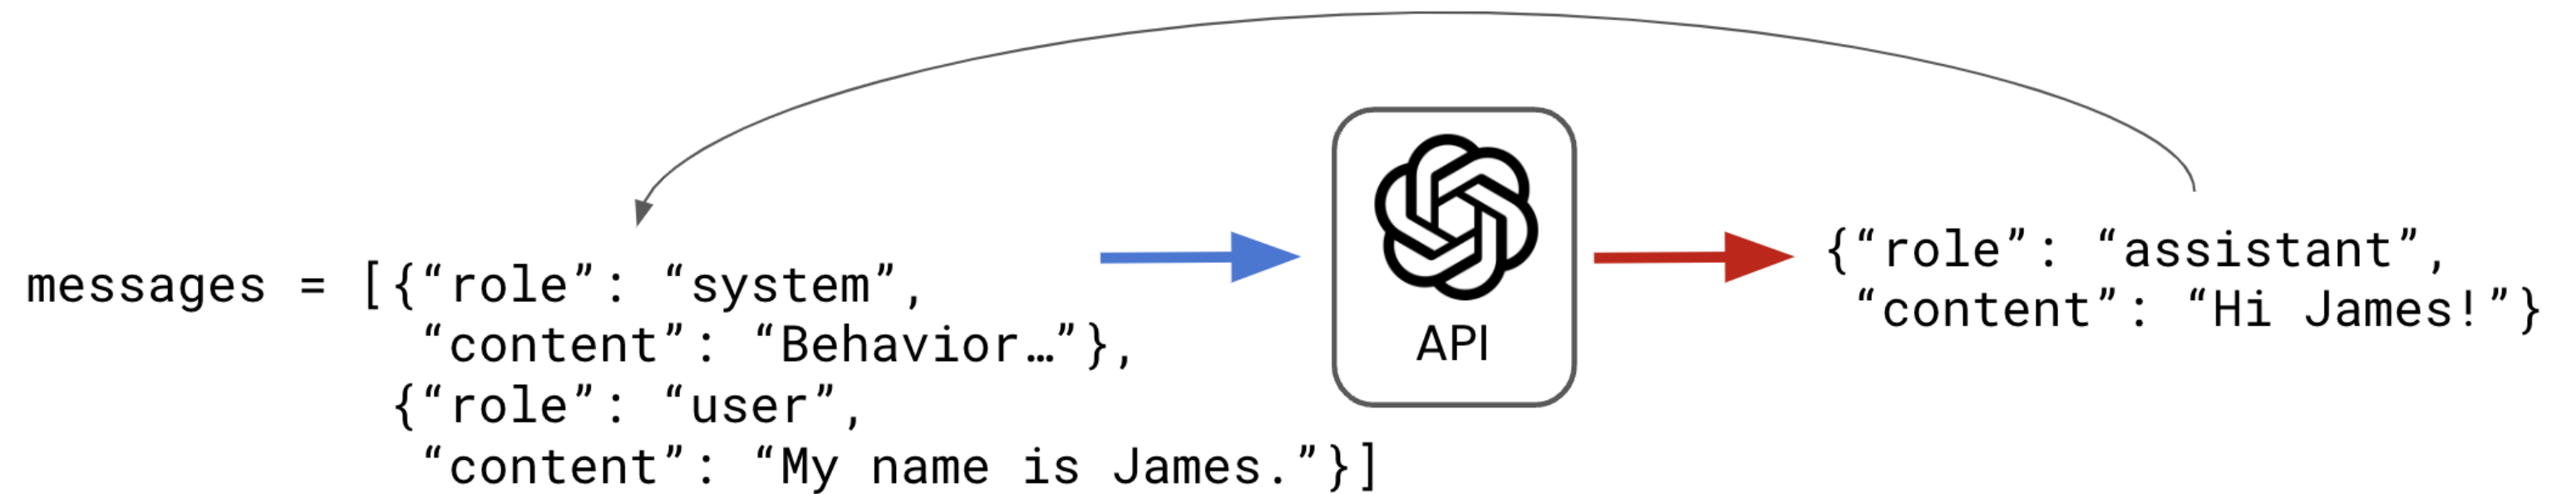 messages = [{“role”: “system”,
“content”: “Behavior…”},
{“role”: “user”,
“content”: “My name is James.”}]
API
{“role”: “assistant”,
“content”: “Hi James!”}